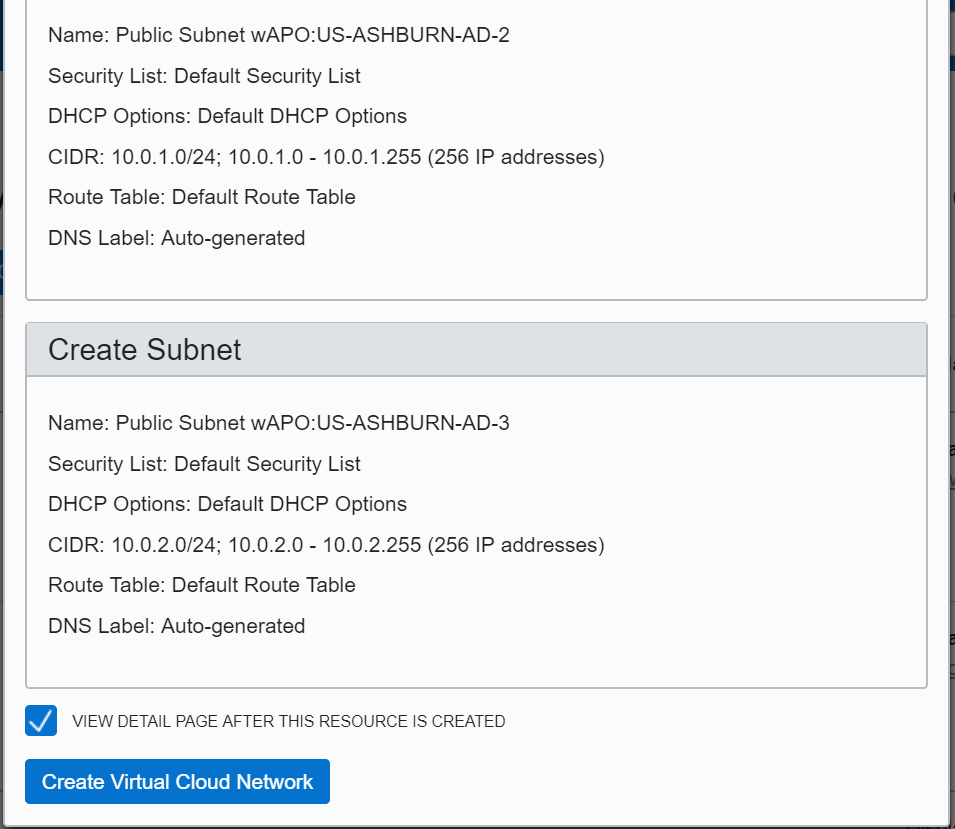 Name: Public Subnet wAPO:US-ASHBURN-AD-2
Security List: Default Security List
DHCP Options: Default DHCP Options
CIDR: 10.0.1.0/24; 10.0.1.0 - 10.0.1.255 (256 IP addresses)
Route Table: Default Route Table
DNS Label: Auto-generated
Create Subnet
Name: Public Subnet wAPO:US-ASHBURN-AD-3
Security List: Default Security List
DHCP Options: Default DHCP Options
CIDR: 10.0.2.0/24; 10.0.2.0 - 10.0.2.255 (256 IP addresses)
Route Table: Default Route Table
DNS Label: Auto-generated
VIEW DETAIL PAGE AFTER THIS RESOURCE IS CREATED
Create Virtual Cloud Network